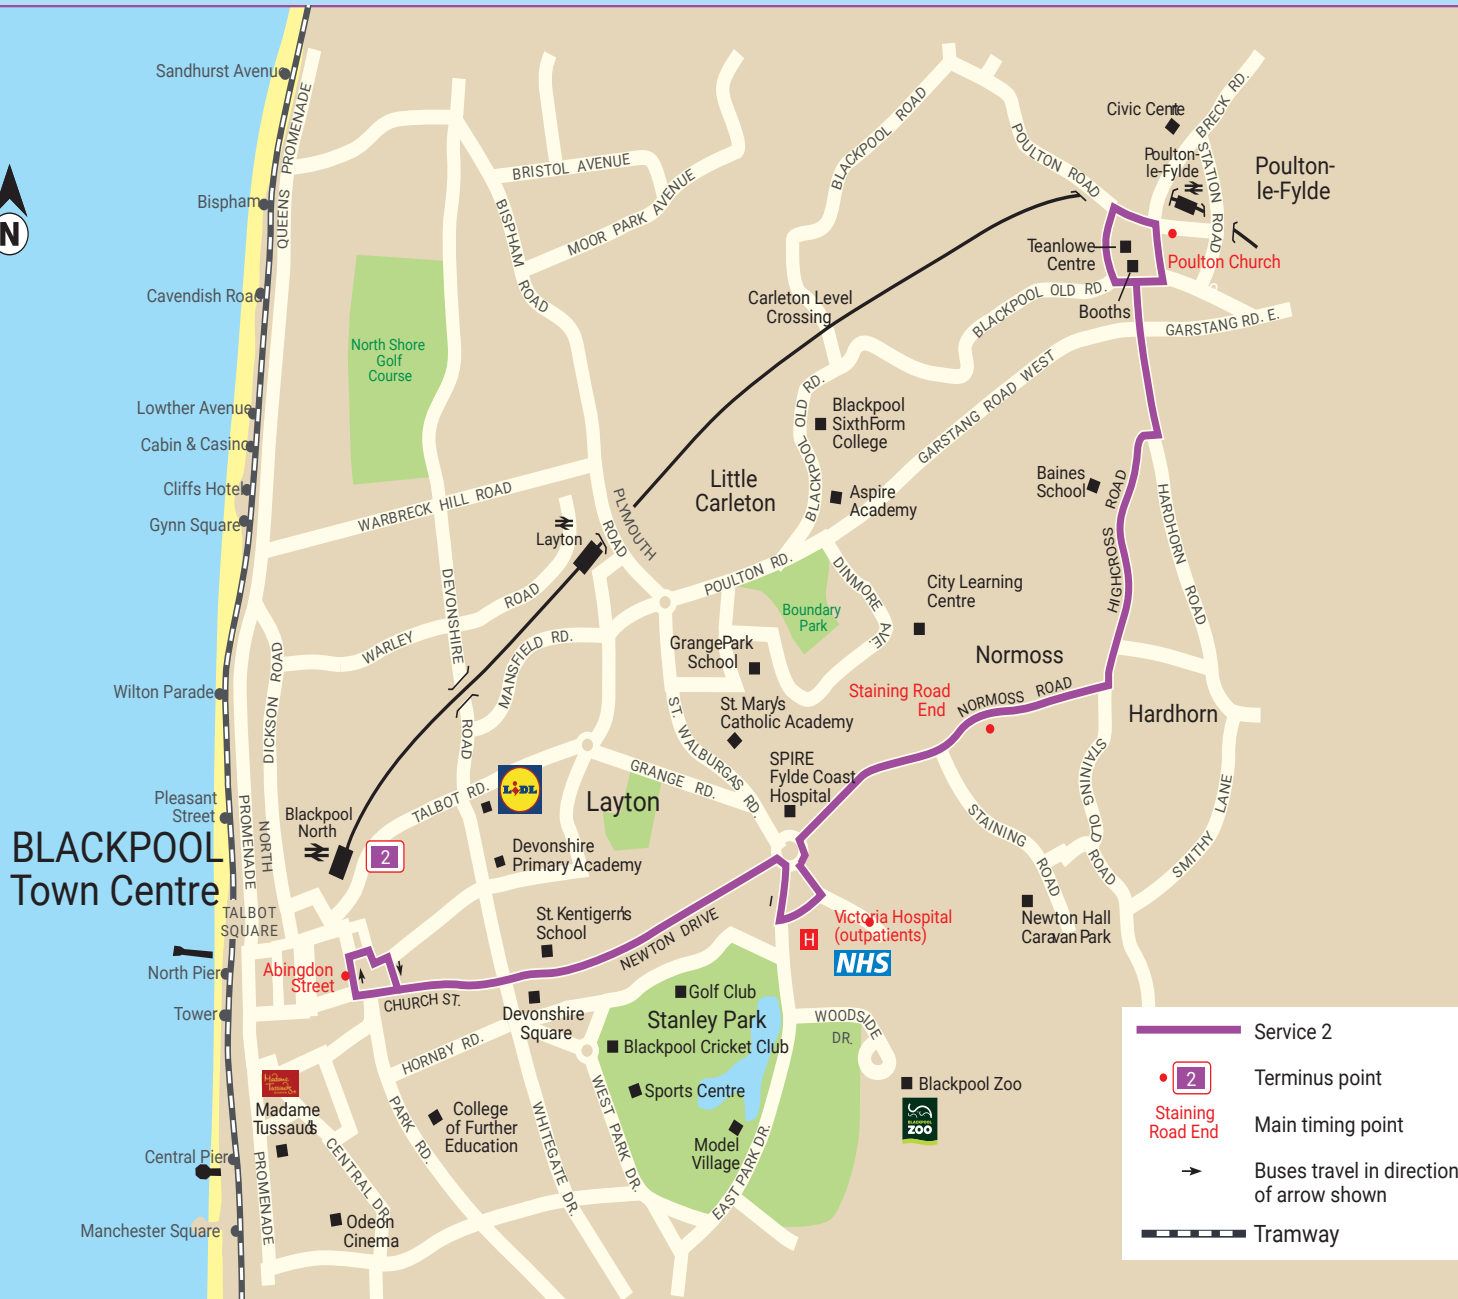 Sandhurst Avenue
QUEENS PROMENADE
Bispham
Cavendish Road
Lowther Avenue
Cabin & Casino
Cliffs Hotel
Gynn Square
Wilton Parade
Pleasant
Street
BLACKPOOL
Town Centre
North Pier
Tower
Central Pier
Manchester Square
N
North Shore
Golf
Course
BRISTOL AVENUE
MOOR PARK AVENUE
BISPHAM ROAD
WARBRECK HILL ROAD
PLYMOUTH
ROAD
Layton
DEVONSHIRE
ROAD
WARLEY ROAD
MANSFIELD RD.
DICKSON ROAD
PROMENADE
NORTH
Blackpool
North
2
TALBOT RD.
LIDL
TALBOT
SQUARE
Abingdon
Street
CHURCH ST.
Devonshire
Primary Academy
St. Kentigern's
School
Devonshire
Square
HORNBY RD.
Madame
Tussauds
Madame
Tussaud's
PROMENADE
CENTRAL DR.
PARK RD.
College
of Further
Education
Odeon
Cinema
WHITEGATE DR.
WEST PARK DR.
EAST PARK DR.
NEWTON DRIVE
Golf Club
Stanley Park
Blackpool Cricket Club
Sports Centre
Model
Village
WOODSIDE
DR.
Blackpool Zoo
BLACKPOOL
ZOO
BLACKPOOL ROAD
POULTON ROAD
Civic Centre
BRECK RD.
STATION ROAD
Poulton-
le-Fylde
Poulton-
le-Fylde
Teanlowe
Centre
Poulton Church
Booths
BLACKPOOL OLD RD.
GARSTANG RD. E.
Carleton Level
Crossing
GARSTANG ROAD WEST
BLACKPOOL OLD RD.
Blackpool
SixthForm
College
Little
Carleton
Aspire
Academy
Baines
School
HIGHCROSS ROAD
HARDHORN ROAD
POULTON RD.
DINMORE AVE.
Boundary
Park
City Learning
Centre
GrangePark
School
Normoss
Staining Road
End
NORMOSS ROAD
Hardhorn
St. Mary's
Catholic Academy
ST. WALBURGAS RD.
SPIRE
Fylde Coast
Hospital
GRANGE RD.
Layton
STAINING ROAD
STAINING OLD ROAD
SMITHY LANE
Newton Hall
Caravan Park
Victoria Hospital
(outpatients)
H
NHS
Service 2
2
Terminus point
Staining
Road End
Main timing point
Buses travel in direction
of arrow shown
Tramway